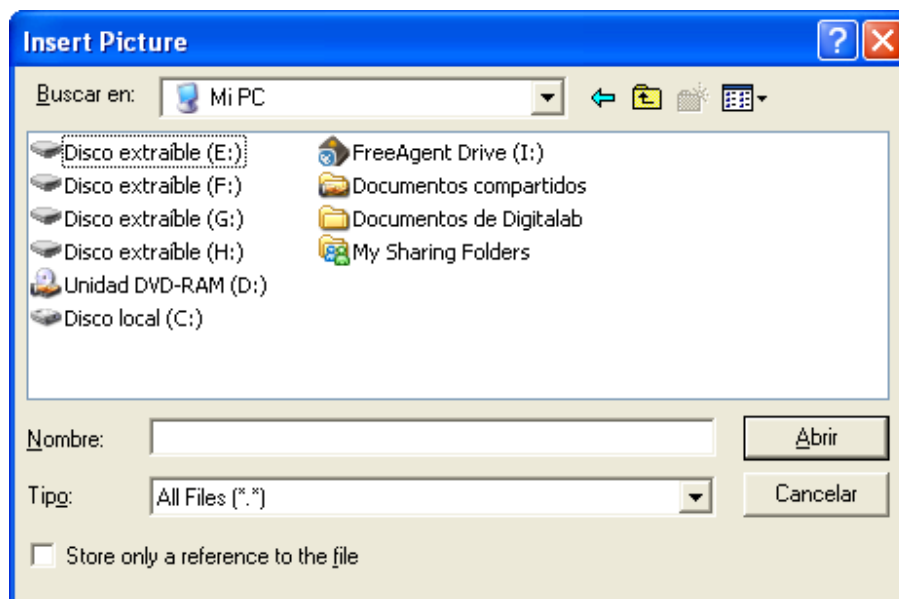 Insert Picture
Buscar en: Mi PC
Disco extraíble (E:)
Disco extraíble (F:)
Disco extraíble (G:)
Disco extraíble (H:)
Unidad DVD-RAM (D:)
Disco local (C:)
FreeAgent Drive (I:)
Documentos compartidos
Documentos de Digitalab
My Sharing Folders
Nombre:
Abrir
Tipo: All Files (*.*)
Cancelar
Store only a reference to the file